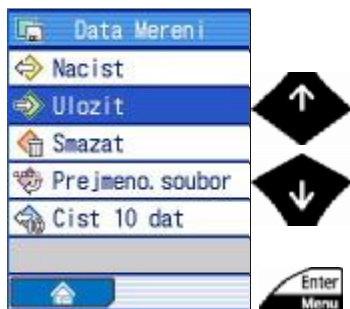 Data Mereni
Nacist
Ulozit
Smazat
Prejmeno. soubor
Cist 10 dat
Enter
Menu